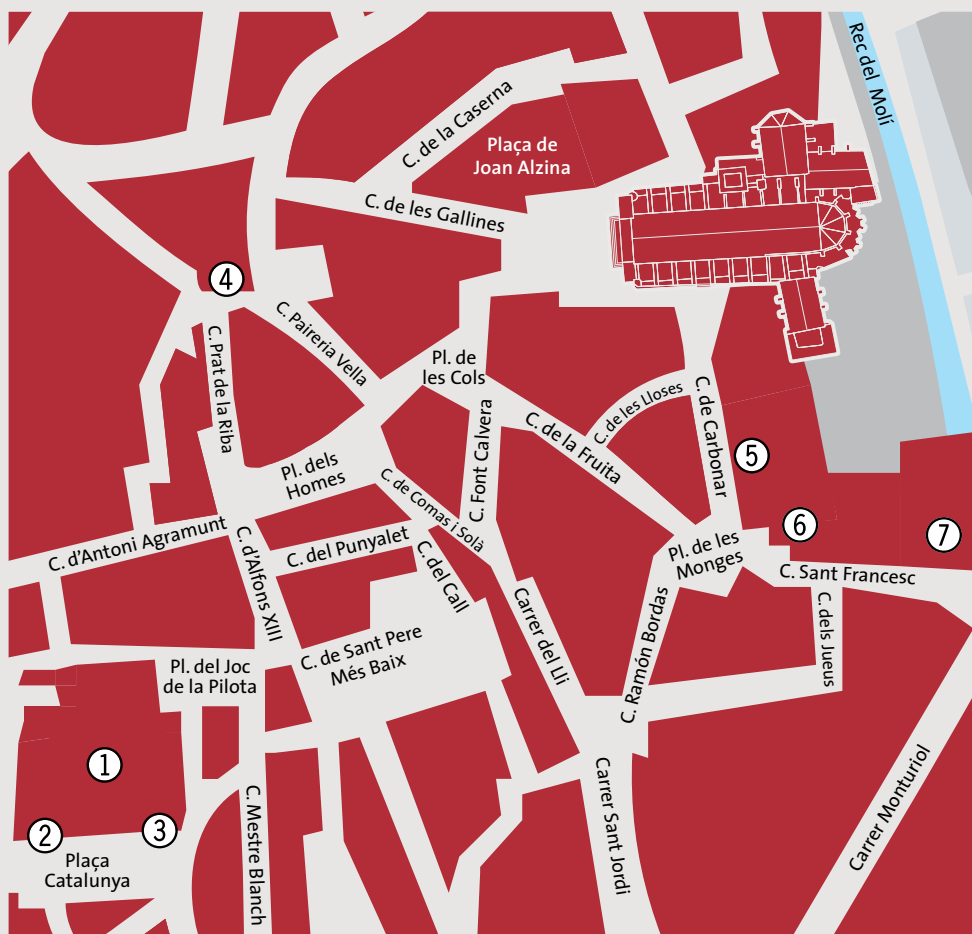 Rec del Molí
C. de la Caserna
Plaça de
Joan Alzina
C. de les Gallines
4
C. Paireria Vella
C. Prat de la Riba
Pl. de
les Cols
C. de les Lloses
C. de Carbonar
C. Font Calvera
C. de la Fruita
5
Pl. dels
Homes
C. de Comas i Solà
6
7
C. d'Antoni Agramunt
C. d'Alfons XIII
C. del Punyalet
C. del Call
Pl. de les
Monges
C. Sant Francesc
C. dels Jueus
C. Ramón Bordas
Carrer del Lli
C. de Sant Pere
Més Baix
Pl. del Joc
de la Pilota
1
2
3
Plaça
Catalunya
C. Mestre Blanch
Carrer Sant Jordi
Carrer Monturiol